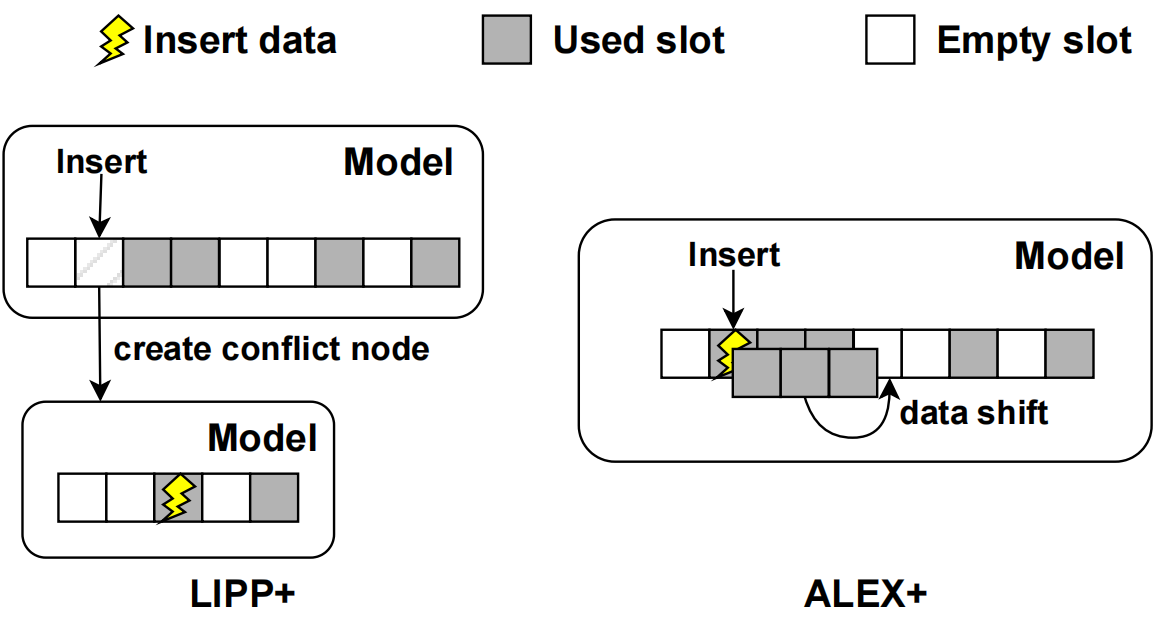 Insert data
Used slot
Empty slot
Insert
Model
create conflict node
Model
LIPP+
Insert
Model
data shift
ALEX+